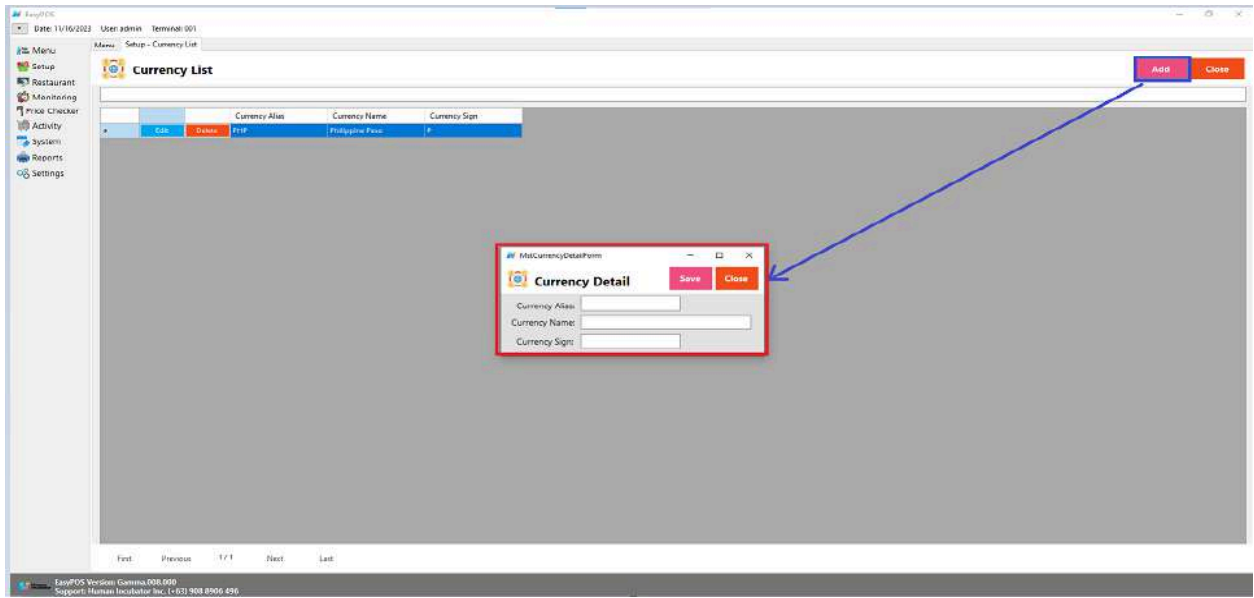 EasyPOS
Date: 11/16/2023 User: admin Terminal: 001
Menu Setup - Currency List
Menu
Setup
Restaurant
Monitoring
Price Checker
Activity
System
Reports
Settings
Currency List
Add Close
Currency Alias Currency Name Currency Sign
Edit Delete PHP Philippine Peso P
MstCurrencyDetailForm
Currency Detail
Save Close
Currency Alias:
Currency Name:
Currency Sign:
First Previous 1 / 1 Next Last
EasyPOS Version: Gamma.008.000
Support: Human Incubator Inc. (+63) 908 8906 496